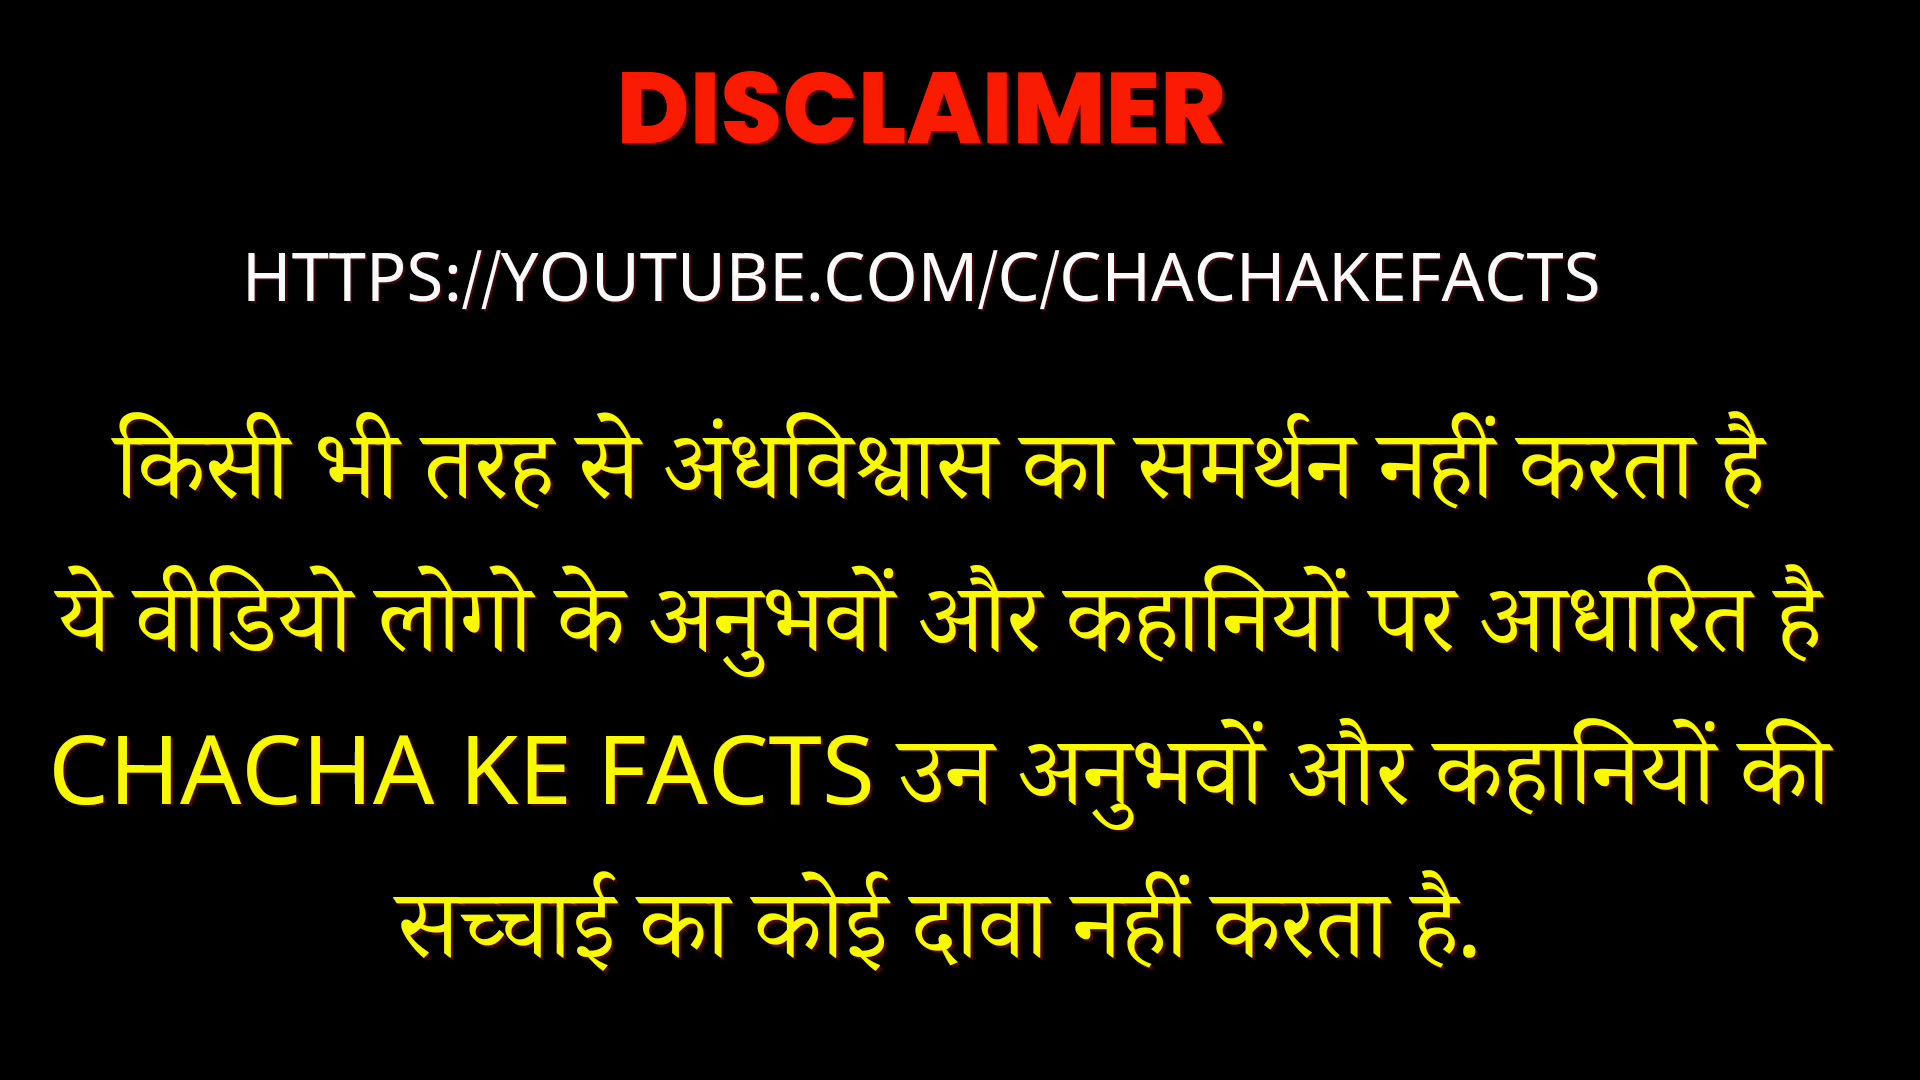 DISCLAIMER
HTTPS://YOUTUBE.COM/C/CHACHAKEFACTS
किसी भी तरह से अंधविश्वास का समर्थन नहीं करता है
ये वीडियो लोगो के अनुभवों और कहानियों पर आधारित है
CHACHA KE FACTS उन अनुभवों और कहानियों की
सच्चाई का कोई दावा नहीं करता है.